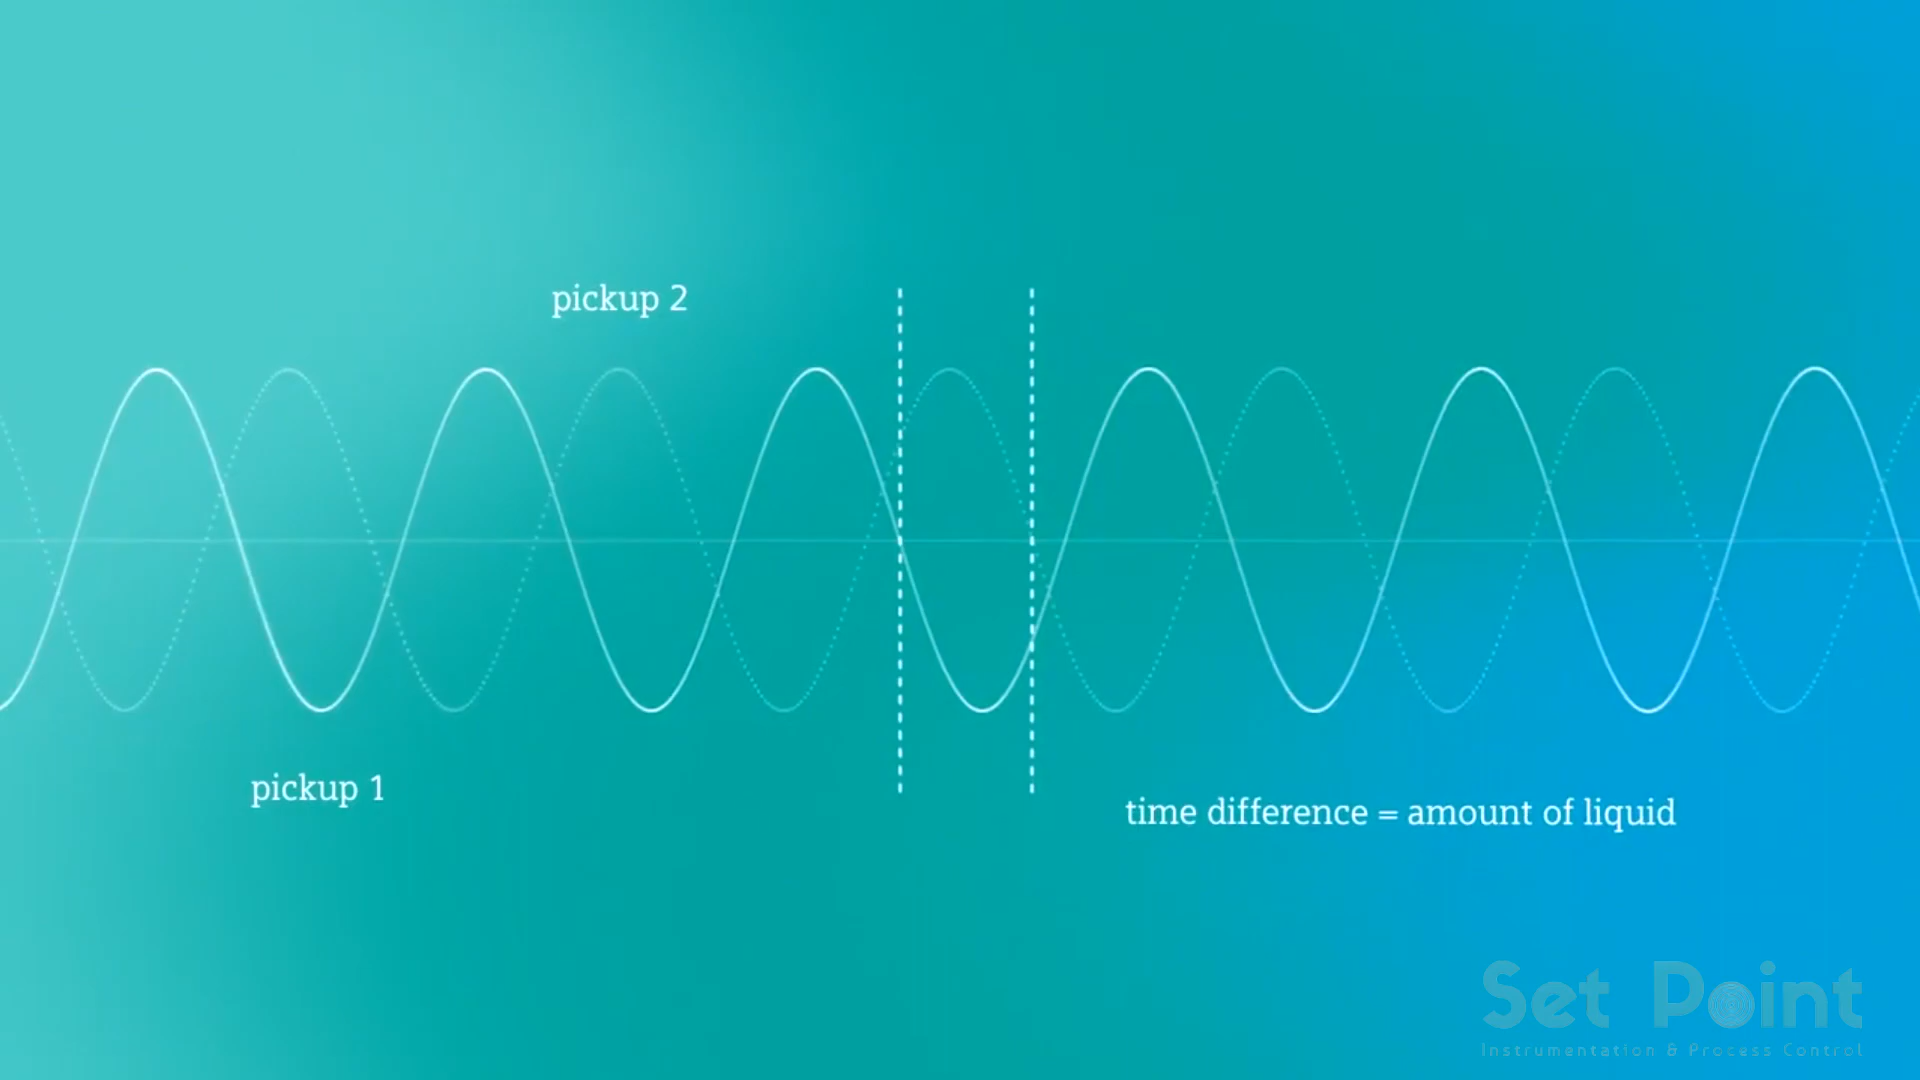 pickup 2
pickup 1
time difference = amount of liquid
Set Point
Instrumentation & Process Control